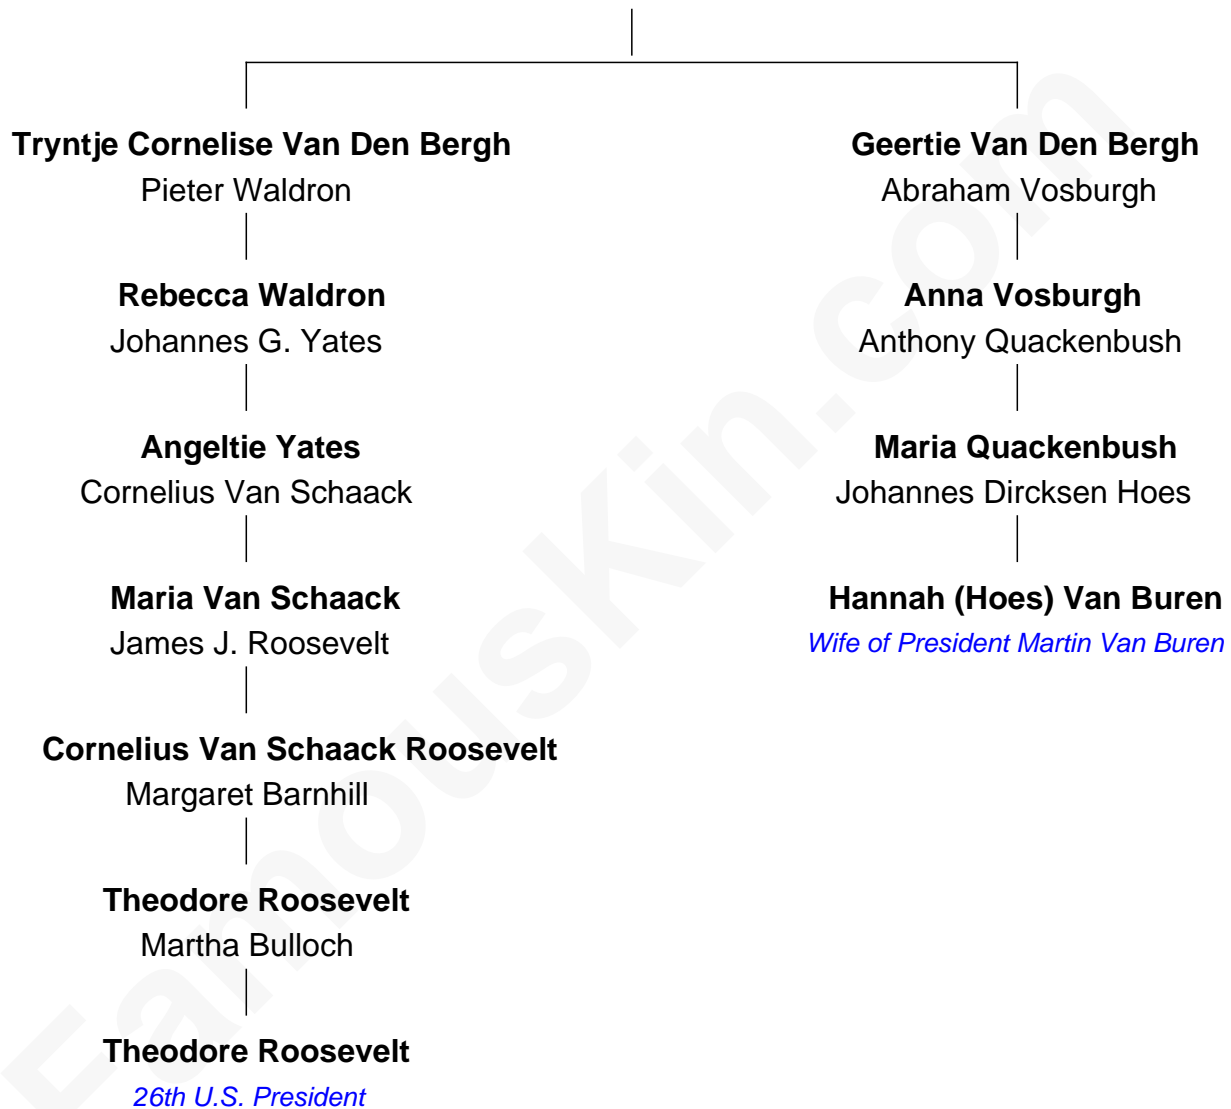 Tryntje Cornelise Van Den Bergh
Pieter Waldron
Geertie Van Den Bergh
Abraham Vosburgh
Rebecca Waldron
Johannes G. Yates
Anna Vosburgh
Anthony Quackenbush
Angeltie Yates
Cornelius Van Schaack
Maria Quackenbush
Johannes Dircksen Hoes
Maria Van Schaack
James J. Roosevelt
Hannah (Hoes) Van Buren
Wife of President Martin Van Buren
Cornelius Van Schaack Roosevelt
Margaret Barnhill
Theodore Roosevelt
Martha Bulloch
Theodore Roosevelt
26th U.S. President
FamousKin.com